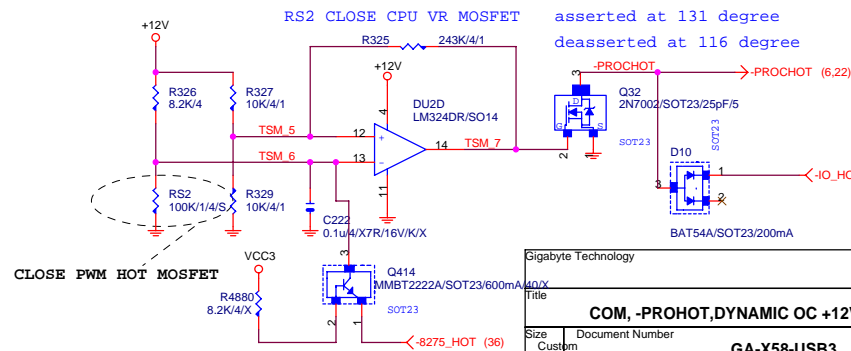 RS2 CLOSE CPU VR MOSFET
asserted at 131 degree
deasserted at 116 degree
+12V
R325
243K/4/1
+12V
-PROCHOT
3
-PROCHOT (6,22)
R326
8.2K/4
R327
10K/4/1
DU2D
LM324DR/SO14
4
D
G
S
Q32
2N7002/SOT23/25pF/5
SOT23
TSM_5
12
+
14
TSM_7
2
1
TSM_6
13
-
11
SOT23
D10
3
1
2
BAT54A/SOT23/200mA
RS2
100K/1/4/S
R329
10K/4/1
C222
0.1u/4/X7R/16V/K/X
CLOSE PWM HOT MOSFET
VCC3
R4880
8.2K/4/X
3
Q414
MMBT2222A/SOT23/600mA/40/X
SOT23
2
1
-8275_HOT (36)
Gigabyte Technology
Title
COM, -PROHOT,DYNAMIC OC +12V
Size
Custom
Document Number
GA-X58-USB3